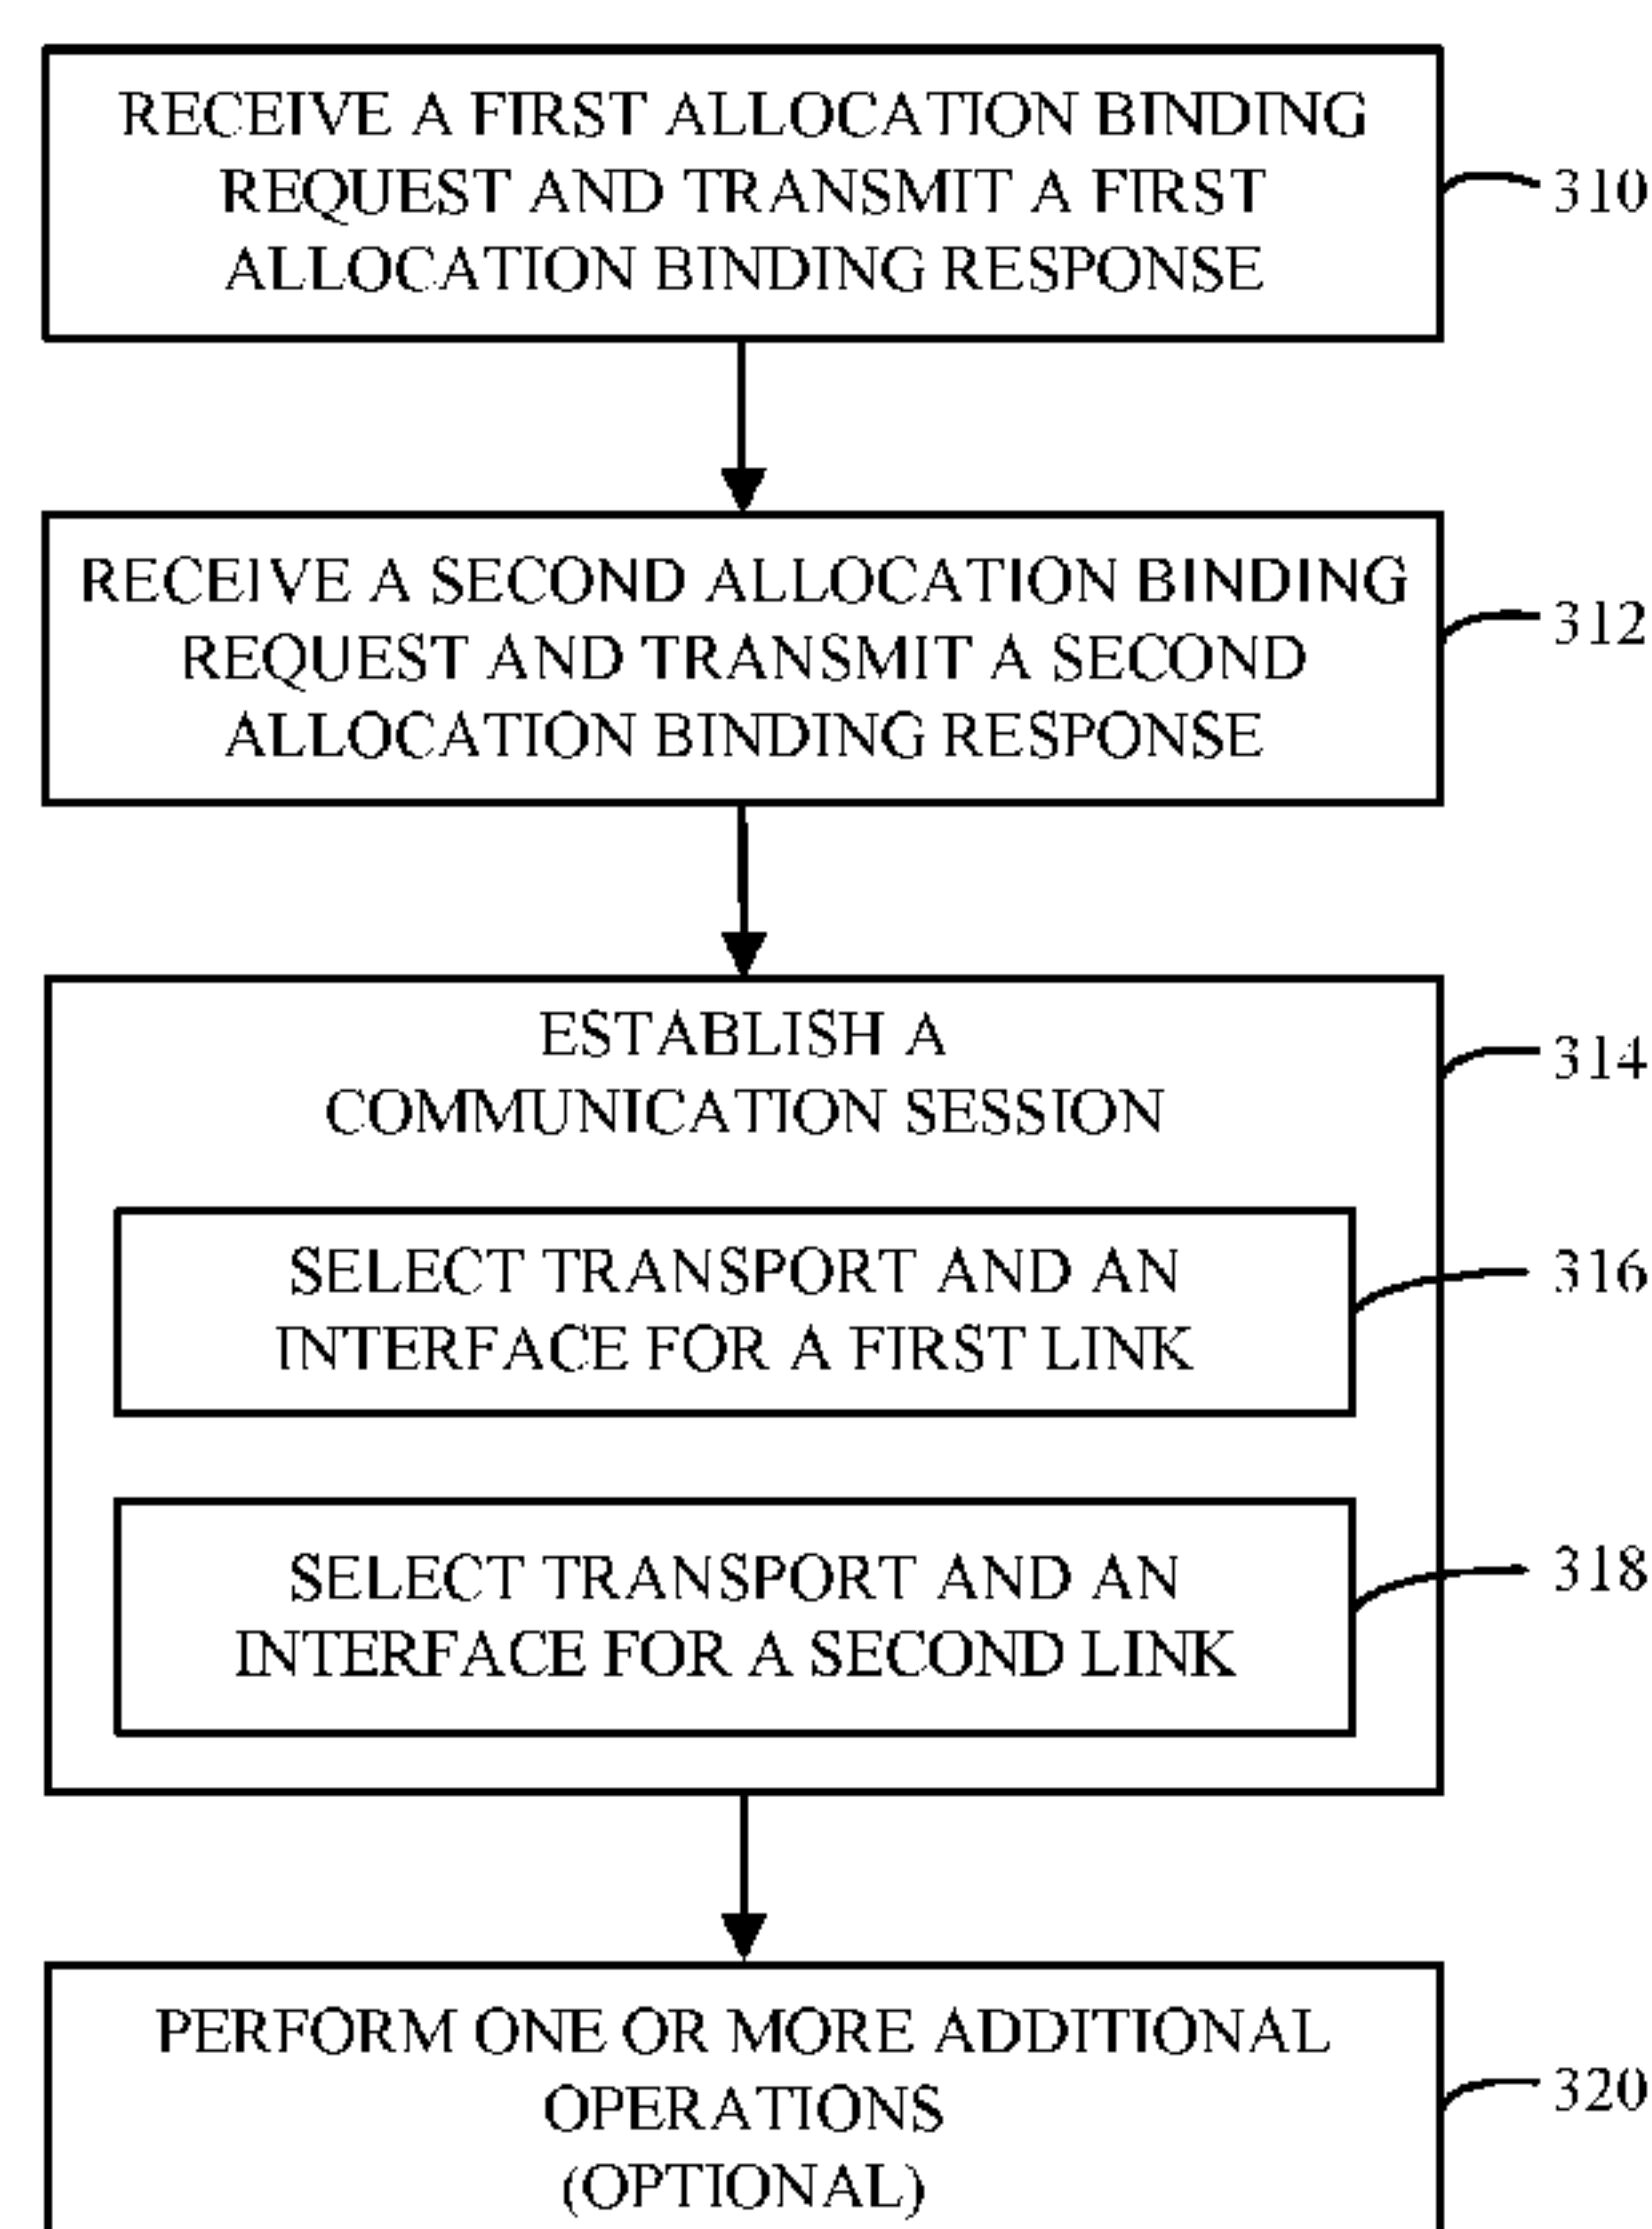 RECEIVE A FIRST ALLOCATION BINDING
REQUEST AND TRANSMIT A FIRST
ALLOCATION BINDING RESPONSE
310
RECEIVE A SECOND ALLOCATION BINDING
REQUEST AND TRANSMIT A SECOND
ALLOCATION BINDING RESPONSE
312
ESTABLISH A
COMMUNICATION SESSION
314
SELECT TRANSPORT AND AN
INTERFACE FOR A FIRST LINK
316
SELECT TRANSPORT AND AN
INTERFACE FOR A SECOND LINK
318
PERFORM ONE OR MORE ADDITIONAL
OPERATIONS
(OPTIONAL)
320